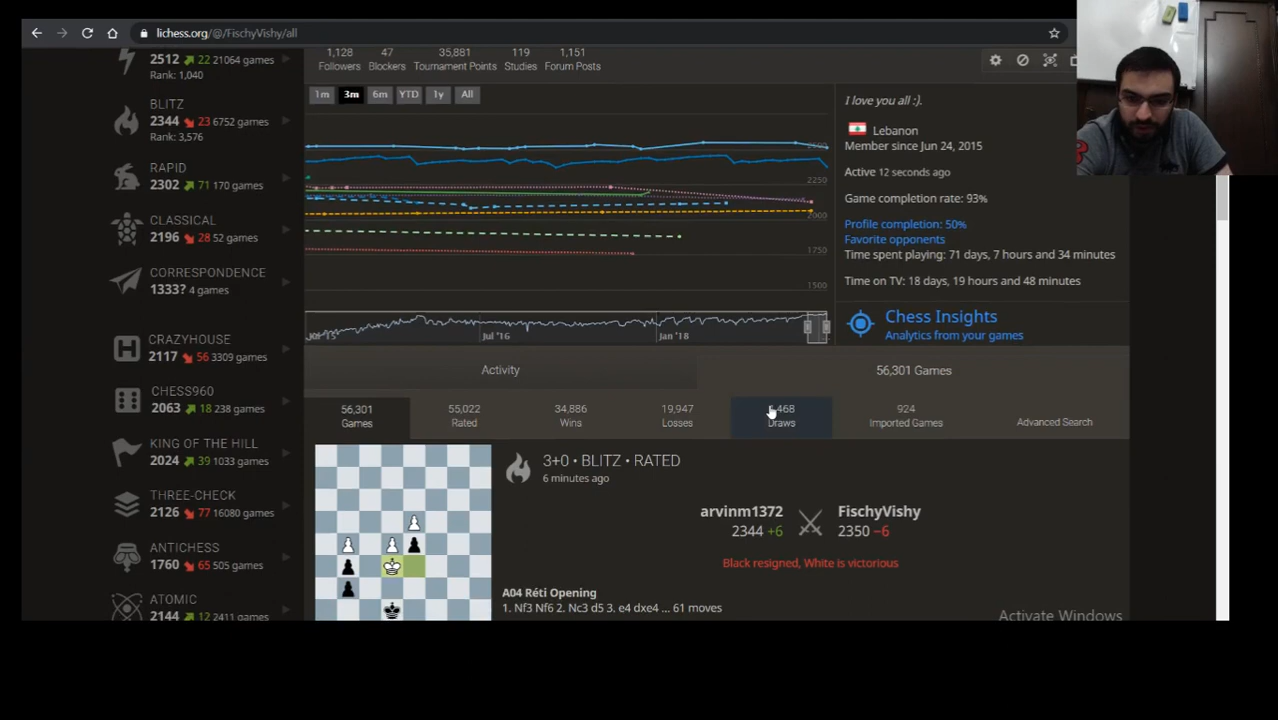 lichess.org/@/FischyVishy/all
2512 22 21064 games
Rank: 1,040
BLITZ
2344 23 6752 games
Rank: 3,576
RAPID
2302 71 170 games
CLASSICAL
2196 28 52 games
CORRESPONDENCE
1333? 4 games
CRAZYHOUSE
2117 56 3309 games
CHESS960
2063 18 238 games
KING OF THE HILL
2024 39 1033 games
THREE-CHECK
2126 77 16080 games
ANTICHESS
1760 65 505 games
ATOMIC
2144 12 2411 games
1,128 47 35,881 119 1,151
Followers Blockers Tournament Points Studies Forum Posts
1m 3m 6m YTD 1y All
2500
2250
2000
1750
1500
Jul '15 Jul '16 Jan '18
I love you all :).
Lebanon
Member since Jun 24, 2015
Active 12 seconds ago
Game completion rate: 93%
Profile completion: 50%
Favorite opponents
Time spent playing: 71 days, 7 hours and 34 minutes
Time on TV: 18 days, 19 hours and 48 minutes
Chess Insights
Analytics from your games
Activity 56,301 Games
56,301 55,022 34,886 19,947 468 924
Games Rated Wins Losses Draws Imported Games Advanced Search
3+0 • BLITZ • RATED
6 minutes ago
arvinm1372 FischyVishy
2344 +6 2350 −6
Black resigned, White is victorious
A04 Réti Opening
1. Nf3 Nf6 2. Nc3 d5 3. e4 dxe4 ... 61 moves
Activate Windows